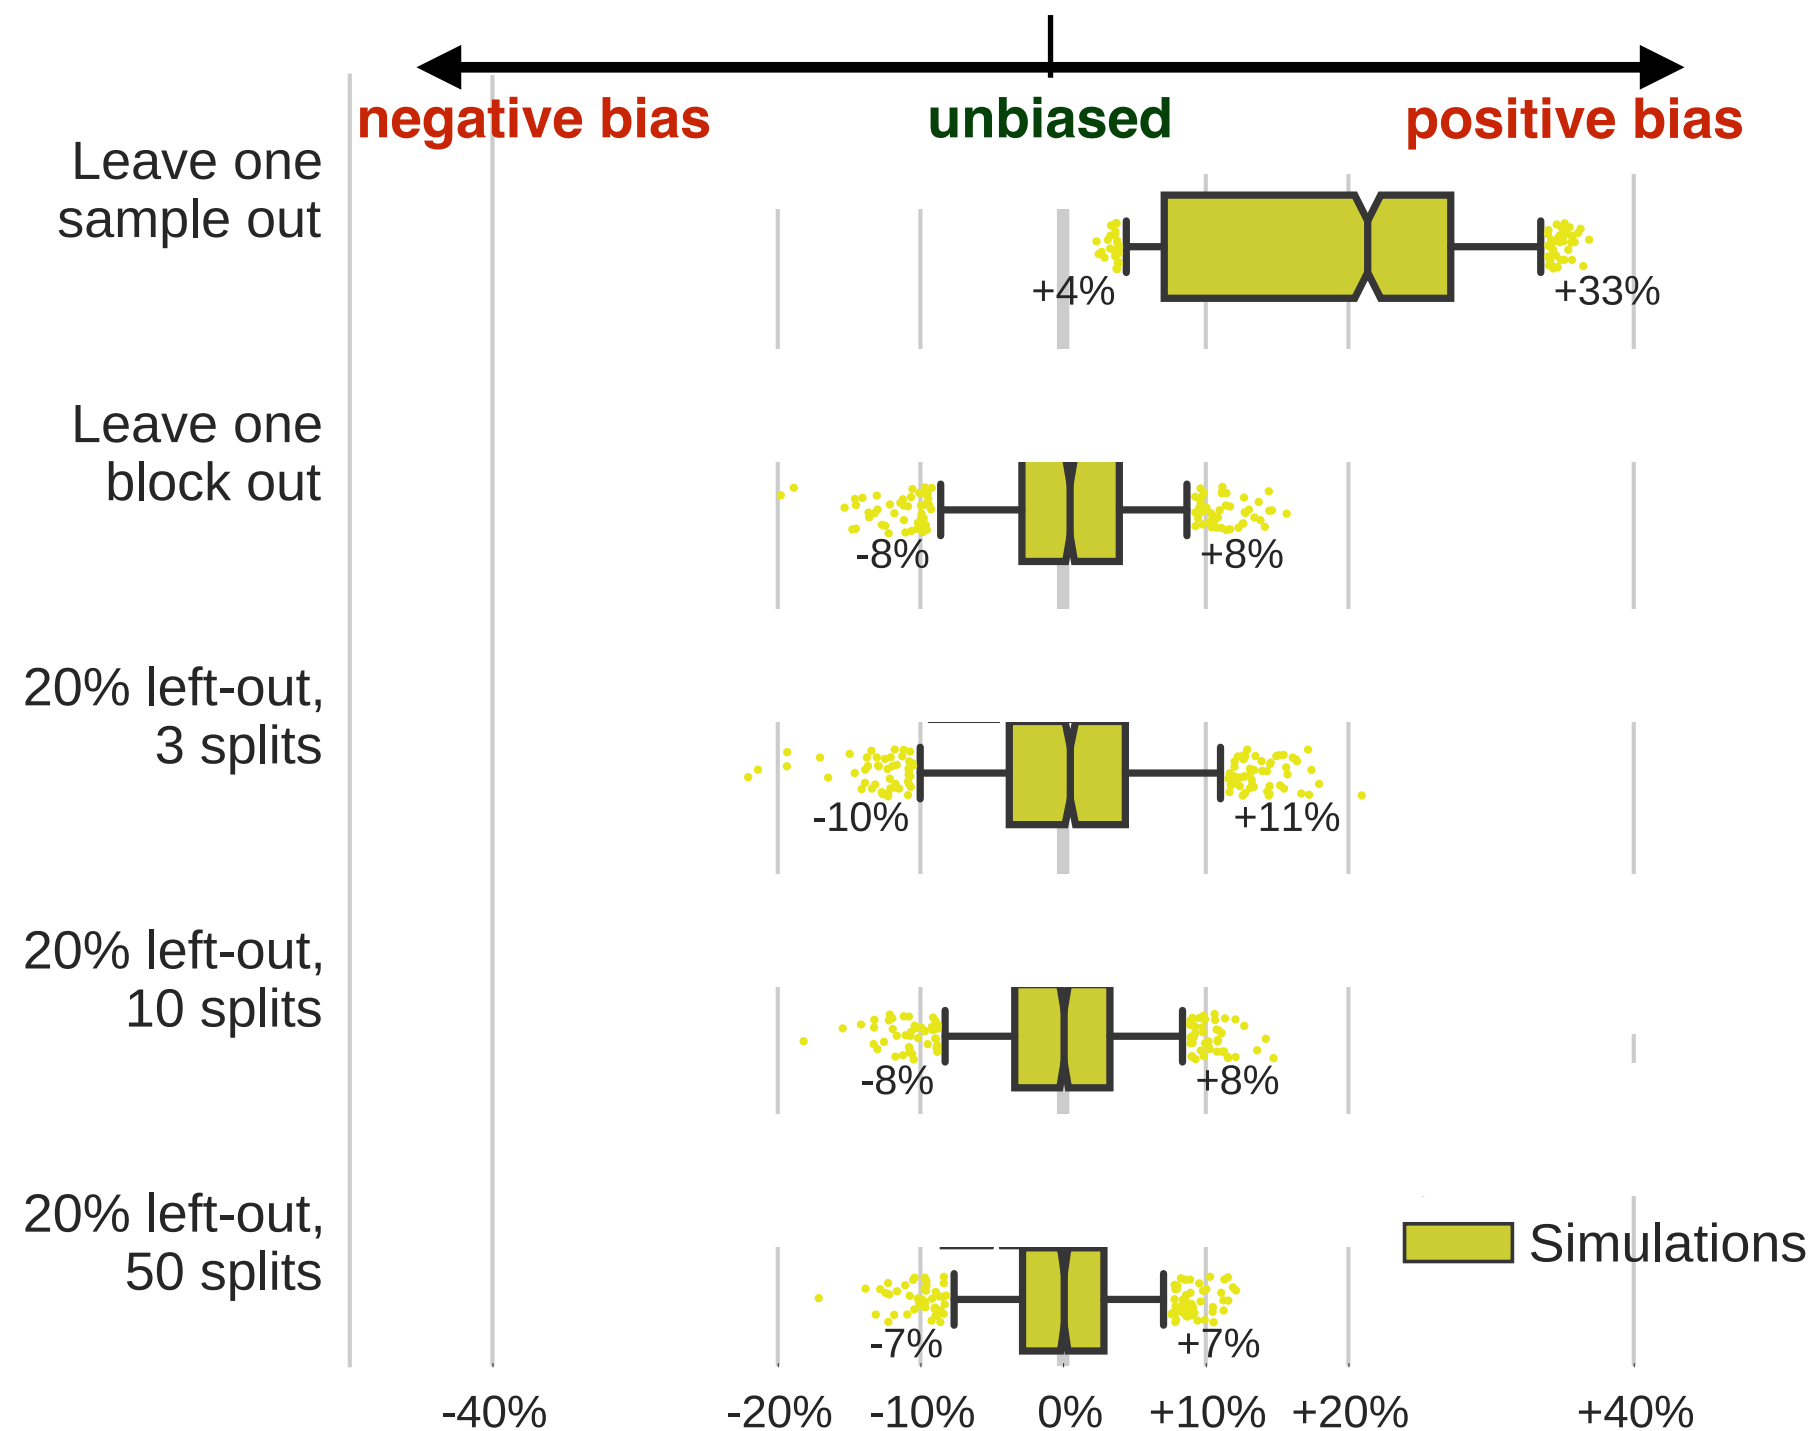 negative bias unbiased positive bias
Leave one
sample out
+4% +33%
Leave one
block out
-8% +8%
20% left-out,
3 splits
-10% +11%
20% left-out,
10 splits
-8% +8%
20% left-out,
50 splits
Simulations
-7% +7%
-40% -20% -10% 0% +10% +20% +40%